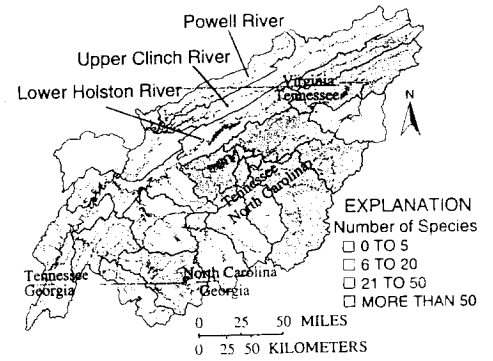 Powell River
Upper Clinch River
Lower Holston River
Virginia
Tennessee
N
Tennessee
North Carolina
EXPLANATION
Number of Species
0 TO 5
6 TO 20
21 TO 50
MORE THAN 50
Tennessee
Georgia
North Carolina
Georgia
0 25 50 MILES
0 25 50 KILOMETERS